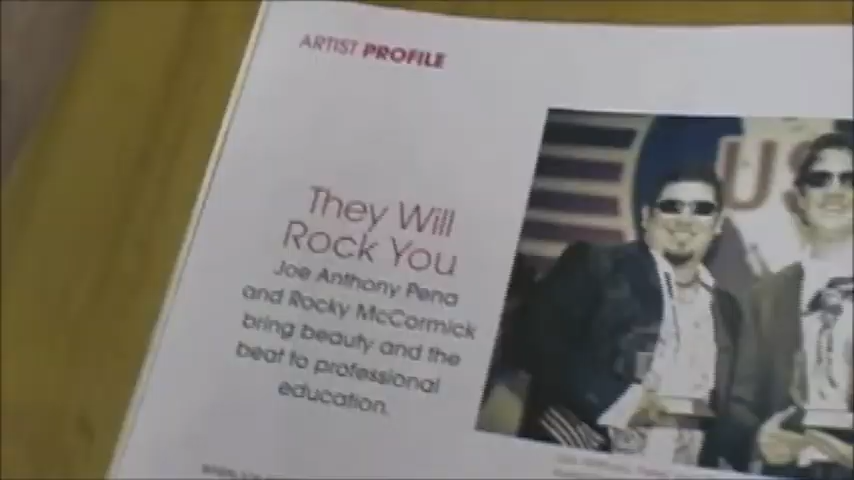 ARTIST PROFILE
They Will
Rock You
Joe Anthony Pena
and Rocky McCormick
bring beauty and the
beat to professional
education.
US